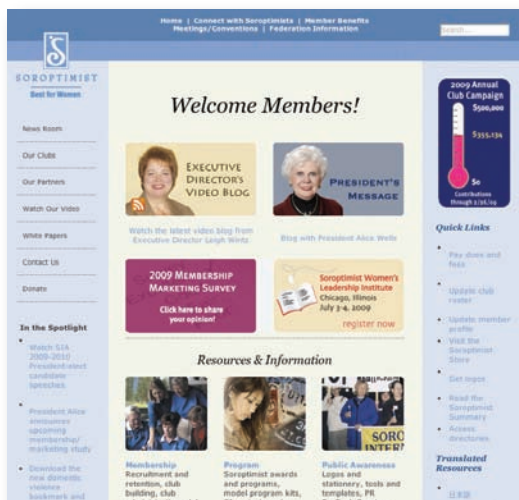 Home | Connect with Soroptimists | Member Benefits
Meetings/Conventions | Federation Information
Search...
S
SOROPTIMIST
Best for Women
News Room
Our Clubs
Our Partners
Watch Our Video
White Papers
Contact Us
Donate
In the Spotlight
Watch SIA
2009-2010
President-elect
candidate
speeches
President Alice
announces
upcoming
membership/
marketing study
Download the
new domestic
violence
bookmark and
Welcome Members!
EXECUTIVE
DIRECTOR'S
VIDEO BLOG
Watch the latest video blog from
Executive Director Leigh Wintz
PRESIDENT'S
MESSAGE
Blog with President Alice Wells
2009 MEMBERSHIP
MARKETING SURVEY
Click here to share
your opinion!
Soroptimist Women's
Leadership Institute
Chicago, Illinois
July 3-4, 2009
register now
Resources & Information
Membership
Recruitment and
retention, club
building, club
Program
Soroptimist awards
and programs,
model program kits,
SORO
INTER
Public Awareness
Logos and
stationery, tools and
templates, PR
2009 Annual
Club Campaign
$500,000
$355,134
$0
Contributions
through 2/26/09
Quick Links
Pay dues and
fees
Update club
roster
Update member
profile
Visit the
Soroptimist
Store
Get logos
Read the
Soroptimist
Summary
Access
directories
Translated
Resources
日本語